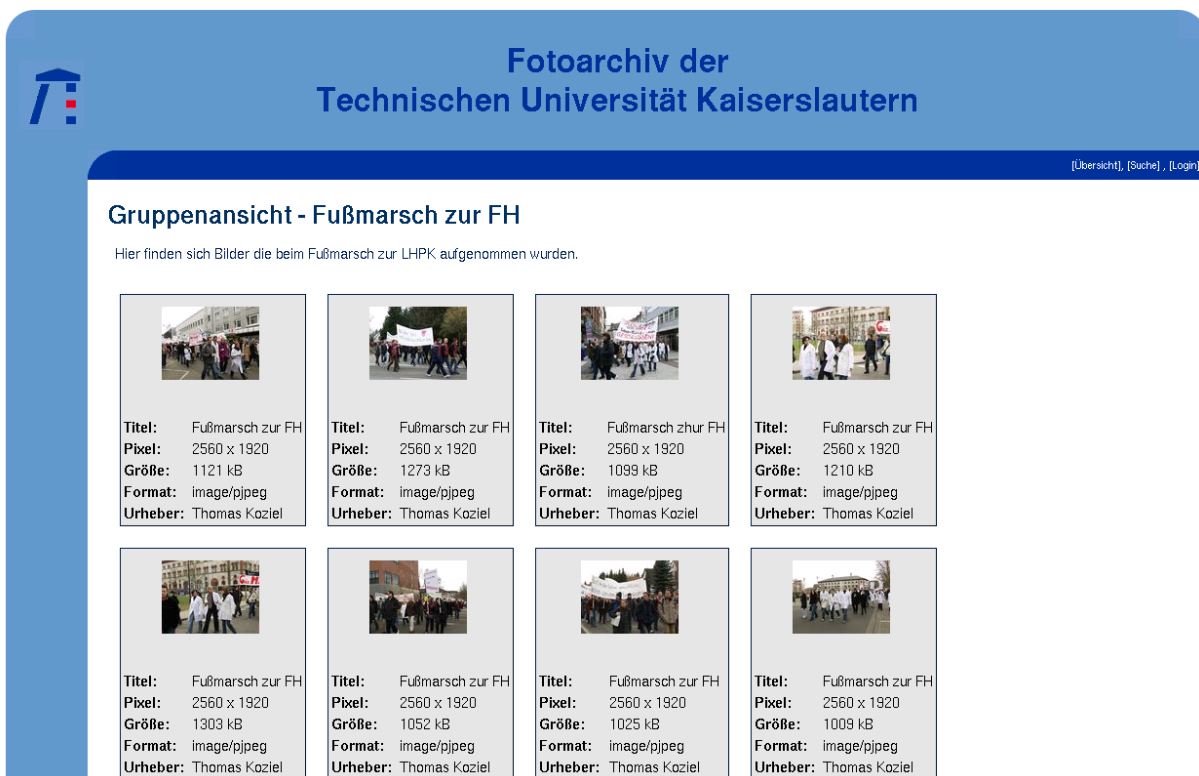 Fotoarchiv der
Technischen Universität Kaiserslautern
[Übersicht], [Suche] , [Login]
Gruppenansicht - Fußmarsch zur FH
Hier finden sich Bilder die beim Fußmarsch zur LHPK aufgenommen wurden.
Titel: Fußmarsch zur FH
Pixel: 2560 x 1920
Größe: 1121 kB
Format: image/pjpeg
Urheber: Thomas Koziel
Titel: Fußmarsch zur FH
Pixel: 2560 x 1920
Größe: 1273 kB
Format: image/pjpeg
Urheber: Thomas Koziel
Titel: Fußmarsch zhur FH
Pixel: 2560 x 1920
Größe: 1099 kB
Format: image/pjpeg
Urheber: Thomas Koziel
Titel: Fußmarsch zur FH
Pixel: 2560 x 1920
Größe: 1210 kB
Format: image/pjpeg
Urheber: Thomas Koziel
Titel: Fußmarsch zur FH
Pixel: 2560 x 1920
Größe: 1303 kB
Format: image/pjpeg
Urheber: Thomas Koziel
Titel: Fußmarsch zur FH
Pixel: 2560 x 1920
Größe: 1052 kB
Format: image/pjpeg
Urheber: Thomas Koziel
Titel: Fußmarsch zur FH
Pixel: 2560 x 1920
Größe: 1025 kB
Format: image/pjpeg
Urheber: Thomas Koziel
Titel: Fußmarsch zur FH
Pixel: 2560 x 1920
Größe: 1009 kB
Format: image/pjpeg
Urheber: Thomas Koziel